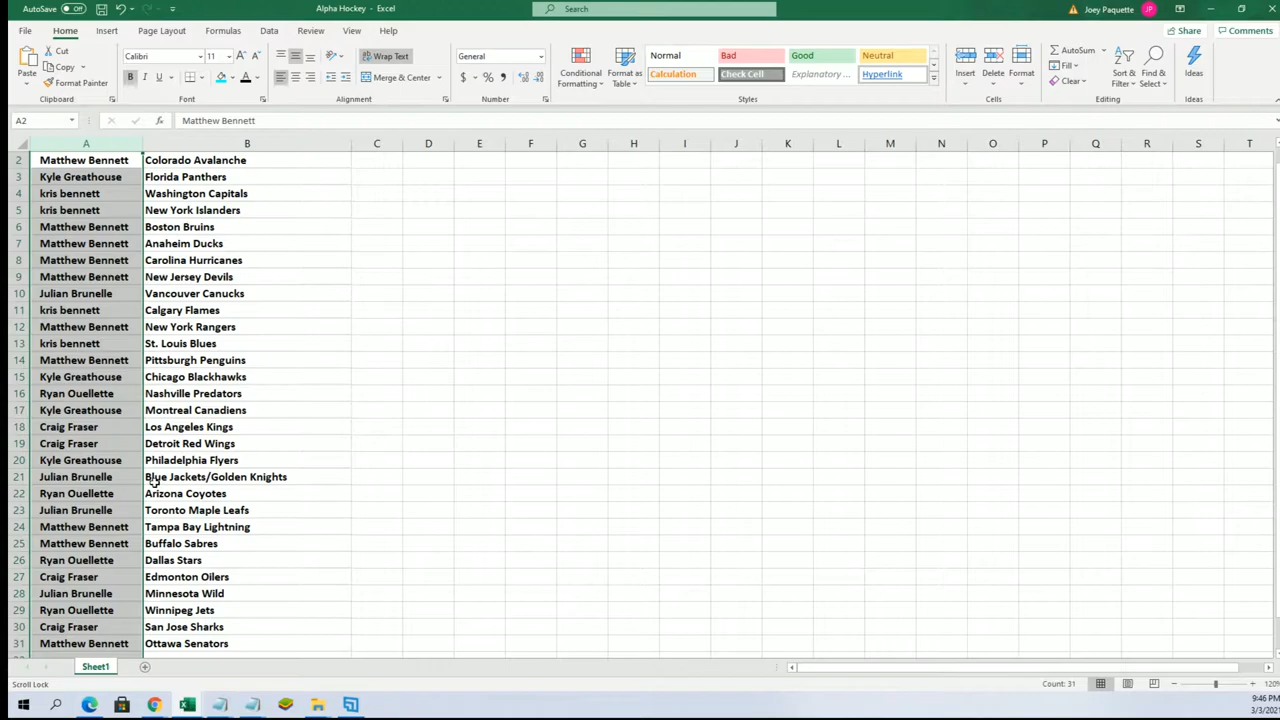 AutoSave Off Alpha Hockey - Excel Search Joey Paquette JP
File Home Insert Page Layout Formulas Data Review View Help Share Comments
Paste Cut Copy Format Painter Clipboard
Calibri 11 A A B I U A Font
Wrap Text Merge & Center Alignment
General $ % Number
Conditional Formatting Format as Table
Normal Bad Good Neutral
Calculation Check Cell Explanatory ... Hyperlink
Styles
Insert Delete Format Cells
AutoSum Fill Clear Sort & Filter Find & Select Editing
Ideas Ideas
A2 fx Matthew Bennett
A B C D E F G H I J K L M N O P Q R S T
2 Matthew Bennett Colorado Avalanche
3 Kyle Greathouse Florida Panthers
4 kris bennett Washington Capitals
5 kris bennett New York Islanders
6 Matthew Bennett Boston Bruins
7 Matthew Bennett Anaheim Ducks
8 Matthew Bennett Carolina Hurricanes
9 Matthew Bennett New Jersey Devils
10 Julian Brunelle Vancouver Canucks
11 kris bennett Calgary Flames
12 Matthew Bennett New York Rangers
13 kris bennett St. Louis Blues
14 Matthew Bennett Pittsburgh Penguins
15 Kyle Greathouse Chicago Blackhawks
16 Ryan Ouellette Nashville Predators
17 Kyle Greathouse Montreal Canadiens
18 Craig Fraser Los Angeles Kings
19 Craig Fraser Detroit Red Wings
20 Kyle Greathouse Philadelphia Flyers
21 Julian Brunelle Blue Jackets/Golden Knights
22 Ryan Ouellette Arizona Coyotes
23 Julian Brunelle Toronto Maple Leafs
24 Matthew Bennett Tampa Bay Lightning
25 Matthew Bennett Buffalo Sabres
26 Ryan Ouellette Dallas Stars
27 Craig Fraser Edmonton Oilers
28 Julian Brunelle Minnesota Wild
29 Ryan Ouellette Winnipeg Jets
30 Craig Fraser San Jose Sharks
31 Matthew Bennett Ottawa Senators
Sheet1
Scroll Lock Count: 31 120%
9:46 PM
3/3/2021